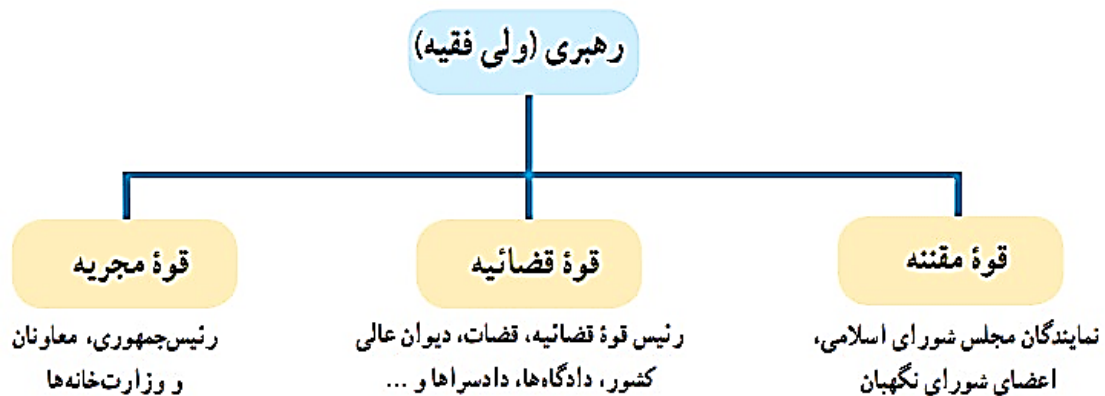 رهبری (ولی فقیه)
قوهٔ مقننه
نمایندگان مجلس شورای اسلامی،
اعضای شورای نگهبان
قوهٔ قضائیه
رئیس قوهٔ قضائیه، قضات، دیوان عالی
کشور، دادگاه‌ها، دادسراها و ...
قوهٔ مجریه
رئیس‌جمهوری، معاونان
و وزارت‌خانه‌ها